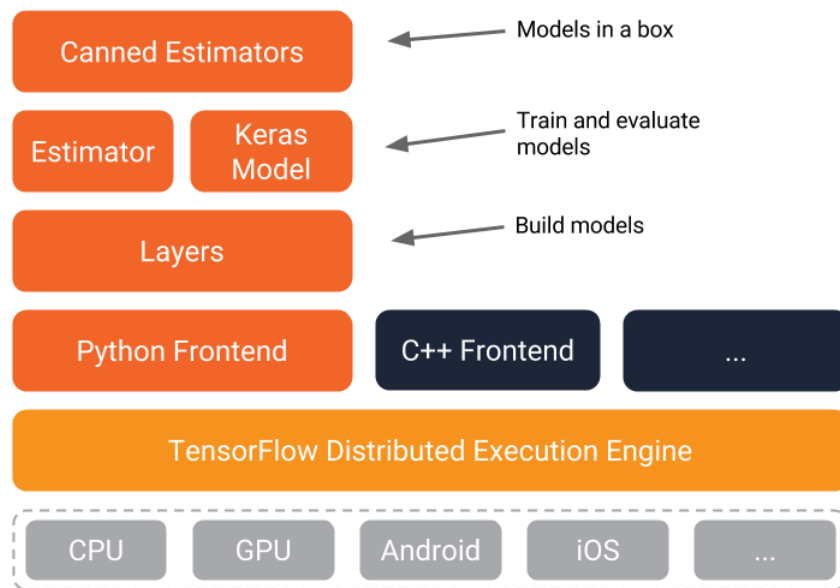 Canned Estimators
Models in a box
Estimator
Keras
Model
Train and evaluate
models
Layers
Build models
Python Frontend
C++ Frontend
...
TensorFlow Distributed Execution Engine
CPU
GPU
Android
iOS
...